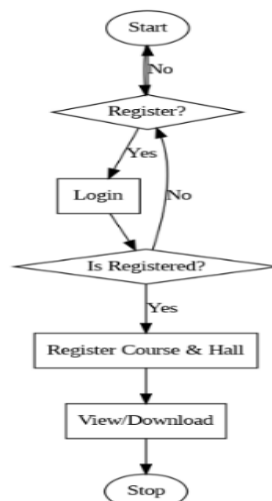 Start
No
Register?
Yes
Login
No
Is Registered?
Yes
Register Course & Hall
View/Download
Stop